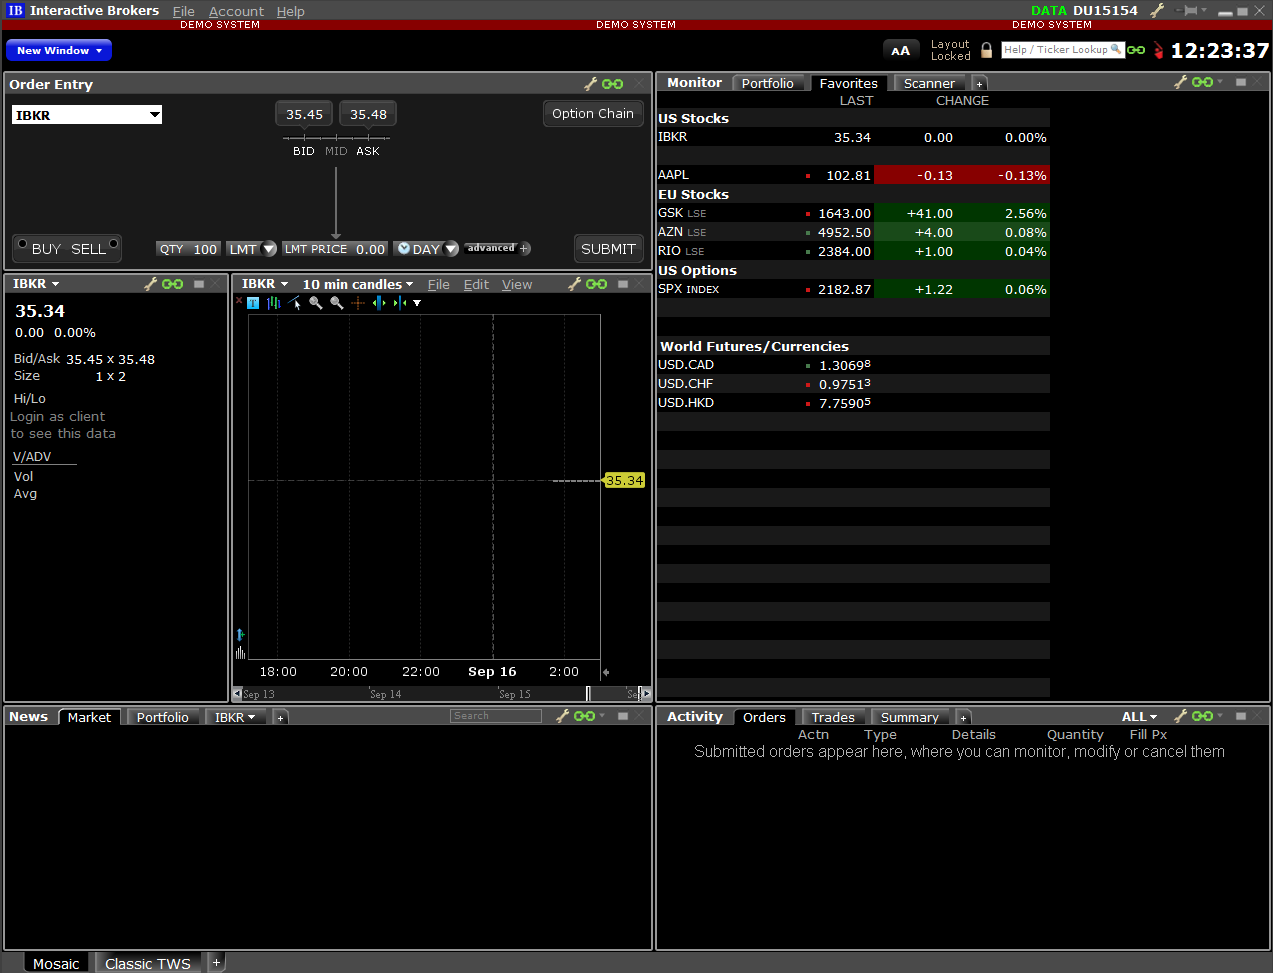 IB Interactive Brokers File Account Help DATA DU15154
DEMO SYSTEM DEMO SYSTEM DEMO SYSTEM
New Window AA Layout Locked Help / Ticker Lookup 12:23:37
Order Entry
IBKR 35.45 35.48 Option Chain
BID MID ASK
BUY SELL QTY 100 LMT LMT PRICE 0.00 DAY advanced + SUBMIT
Monitor Portfolio Favorites Scanner +
LAST CHANGE
US Stocks
IBKR 35.34 0.00 0.00%
AAPL 102.81 -0.13 -0.13%
EU Stocks
GSK LSE 1643.00 +41.00 2.56%
AZN LSE 4952.50 +4.00 0.08%
RIO LSE 2384.00 +1.00 0.04%
US Options
SPX INDEX 2182.87 +1.22 0.06%
World Futures/Currencies
USD.CAD 1.30698
USD.CHF 0.97513
USD.HKD 7.75905
IBKR
35.34
0.00 0.00%
Bid/Ask 35.45 x 35.48
Size 1 x 2
Hi/Lo
Login as client
to see this data
V/ADV
Vol
Avg
IBKR 10 min candles File Edit View
T
35.34
18:00 20:00 22:00 Sep 16 2:00
Sep 13 Sep 14 Sep 15
News Market Portfolio IBKR + Search
Activity Orders Trades Summary + ALL
Actn Type Details Quantity Fill Px
Submitted orders appear here, where you can monitor, modify or cancel them
Mosaic Classic TWS +